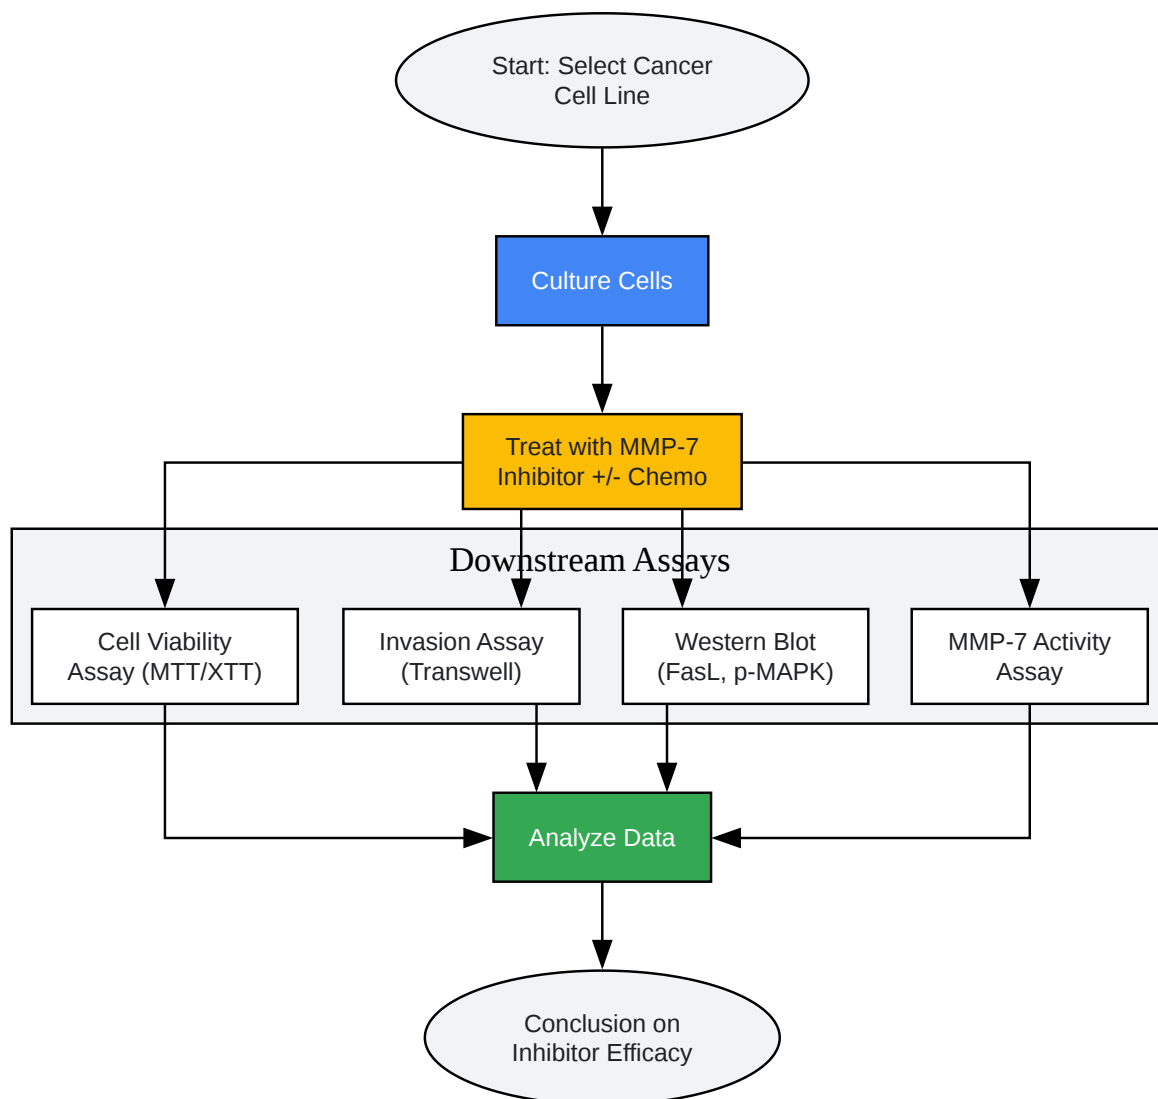 Start: Select Cancer
Cell Line
Culture Cells
Treat with MMP-7
Inhibitor +/- Chemo
Downstream Assays
Cell Viability
Assay (MTT/XTT)
Invasion Assay
(Transwell)
Western Blot
(FasL, p-MAPK)
MMP-7 Activity
Assay
Analyze Data
Conclusion on
Inhibitor Efficacy